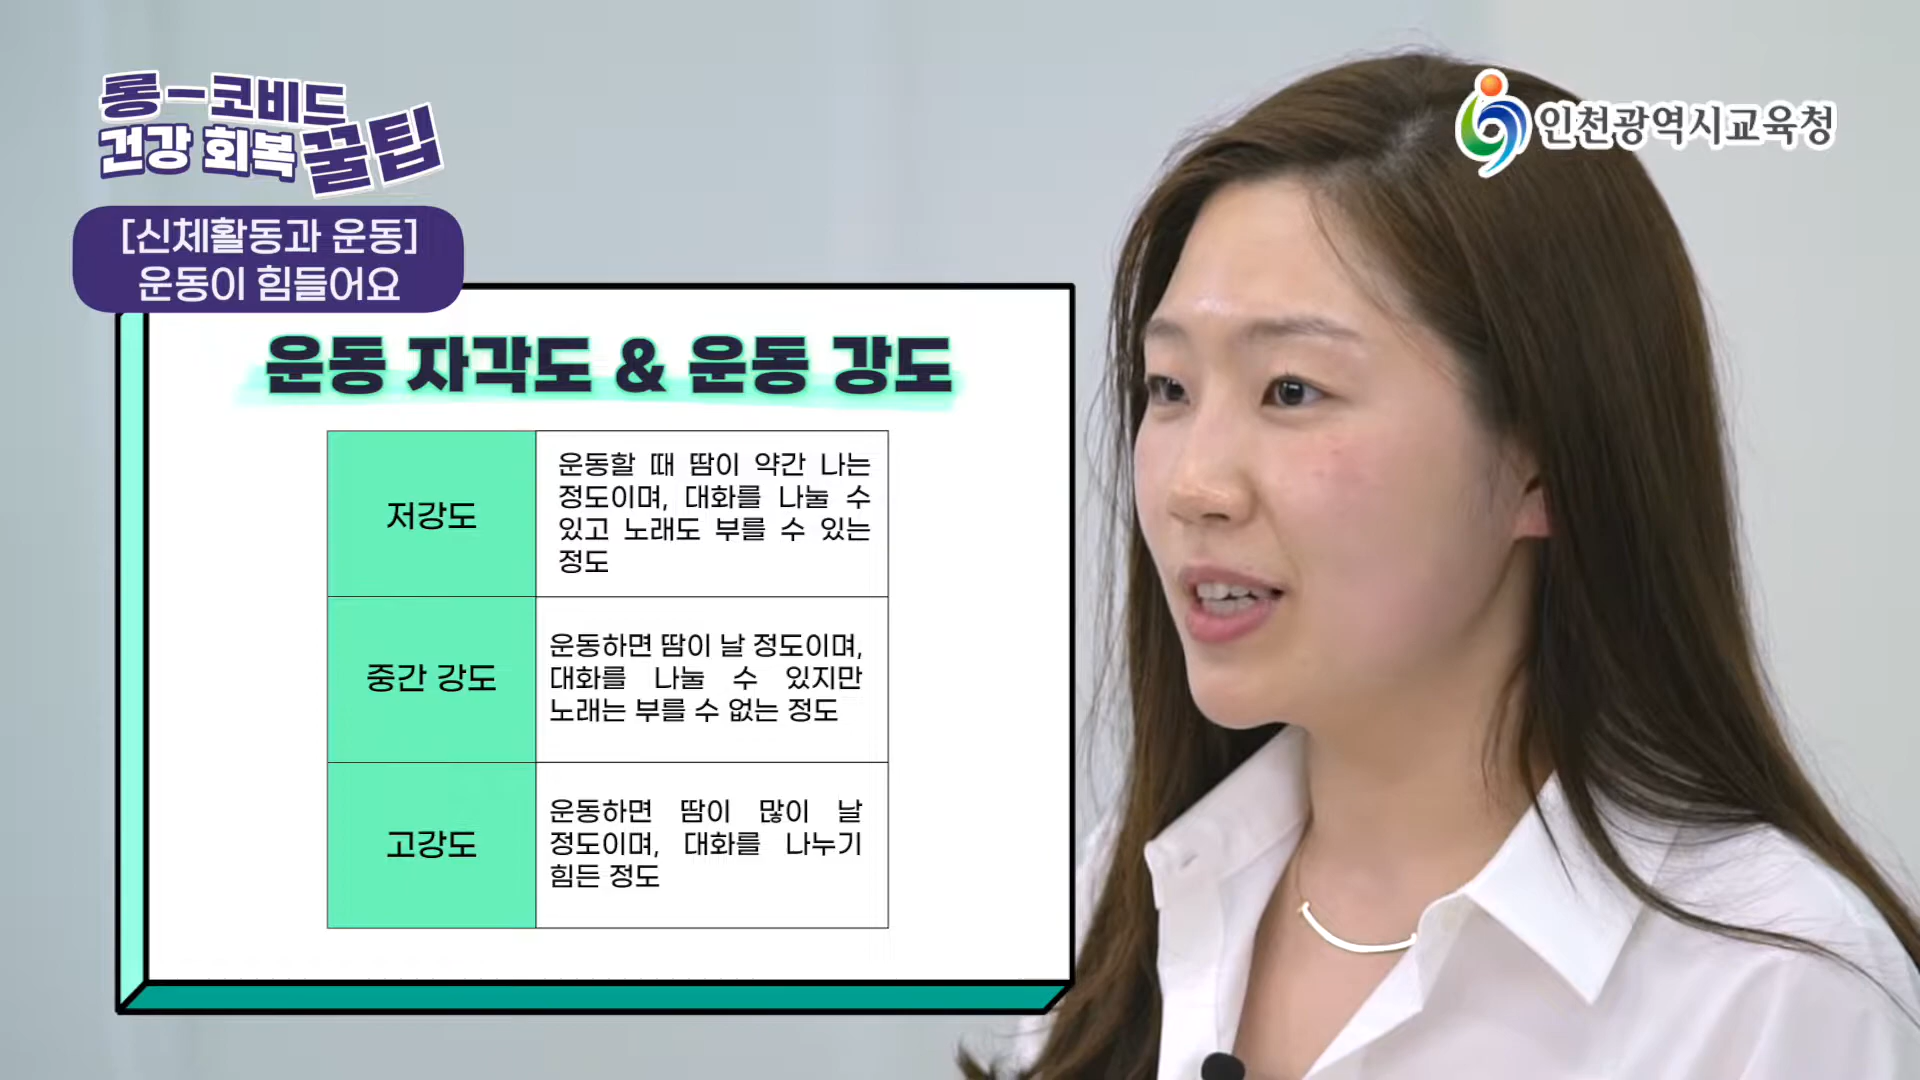 롱-코비드
건강 회복 꿀팁
인천광역시교육청
[신체활동과 운동]
운동이 힘들어요
운동 자각도 & 운동 강도
저강도
운동할 때 땀이 약간 나는
정도이며, 대화를 나눌 수
있고 노래도 부를 수 있는
정도
중간 강도
운동하면 땀이 날 정도이며,
대화를 나눌 수 있지만
노래는 부를 수 없는 정도
고강도
운동하면 땀이 많이 날
정도이며, 대화를 나누기
힘든 정도